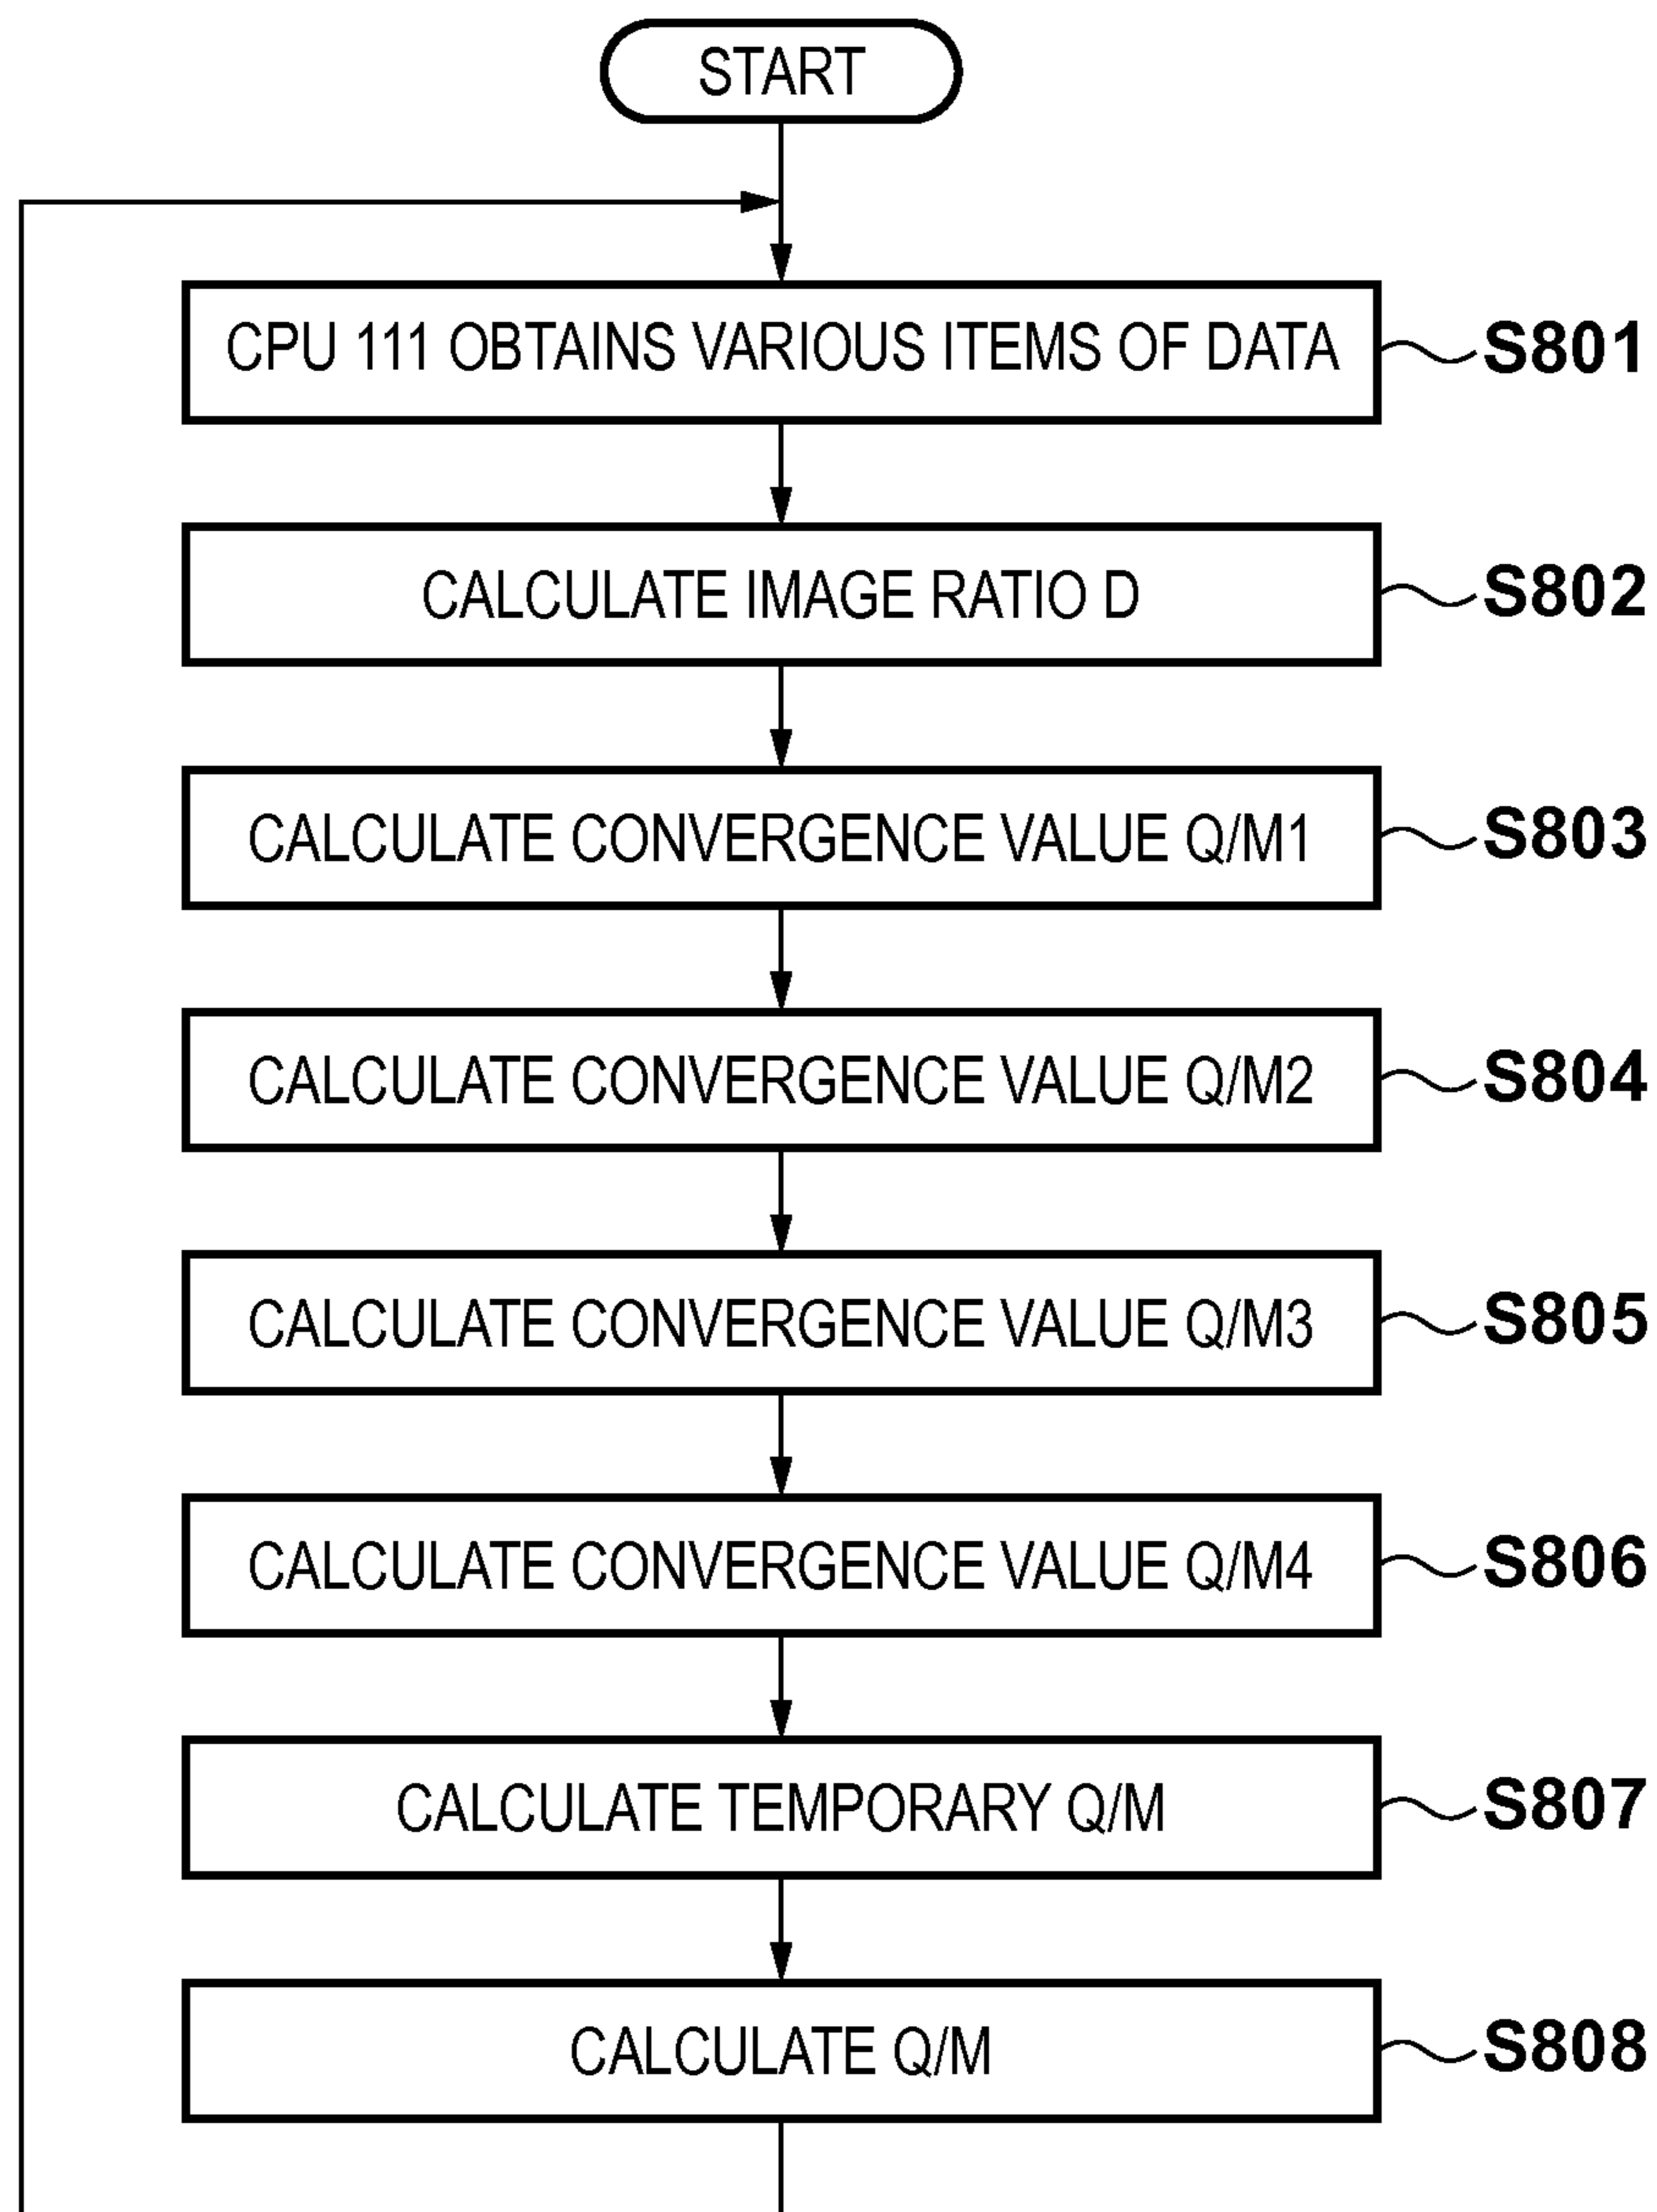 START
CPU 111 OBTAINS VARIOUS ITEMS OF DATA
S801
CALCULATE IMAGE RATIO D
S802
CALCULATE CONVERGENCE VALUE Q/M1
S803
CALCULATE CONVERGENCE VALUE Q/M2
S804
CALCULATE CONVERGENCE VALUE Q/M3
S805
CALCULATE CONVERGENCE VALUE Q/M4
S806
CALCULATE TEMPORARY Q/M
S807
CALCULATE Q/M
S808